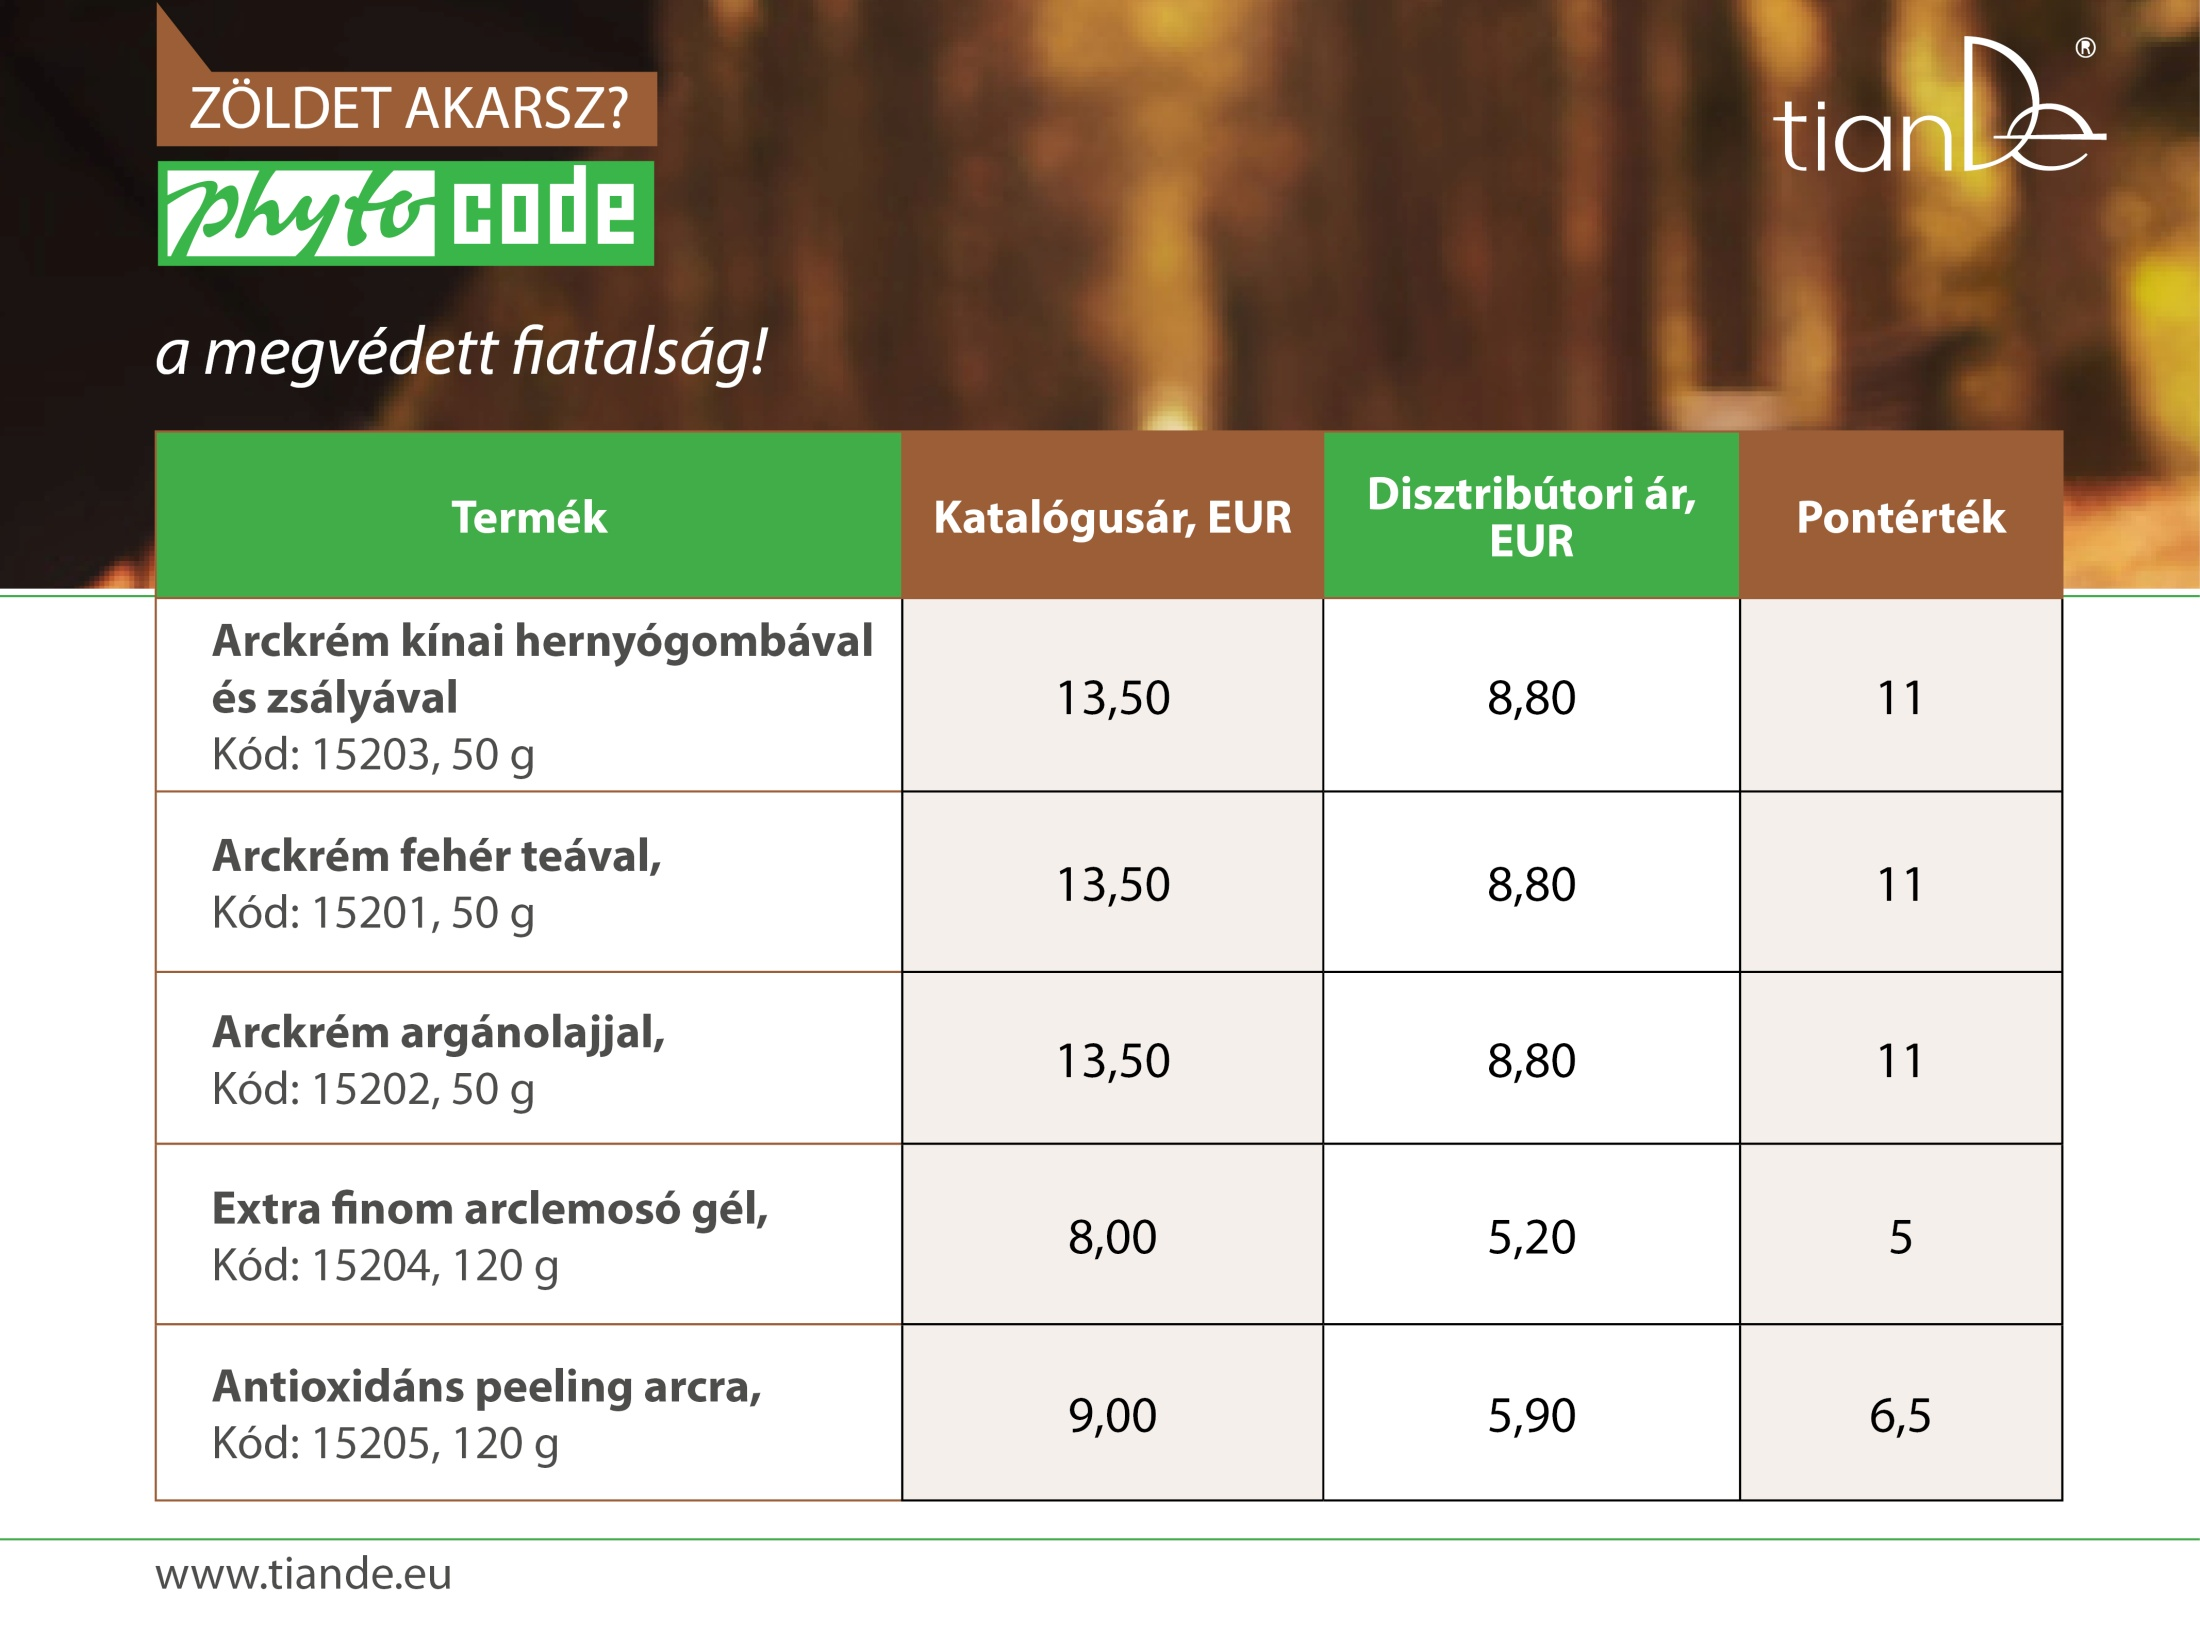 ZÖLDET AKARSZ?
phyto code
tianDe®
a megvédett fiatalság!
Termék
Katalógusár, EUR
Disztribútori ár,
EUR
Pontérték
Arckrém kínai hernyógombával
és zsályával
Kód: 15203, 50 g
13,50
8,80
11
Arckrém fehér teával,
Kód: 15201, 50 g
13,50
8,80
11
Arckrém argánolajjal,
Kód: 15202, 50 g
13,50
8,80
11
Extra finom arclemosó gél,
Kód: 15204, 120 g
8,00
5,20
5
Antioxidáns peeling arcra,
Kód: 15205, 120 g
9,00
5,90
6,5
www.tiande.eu